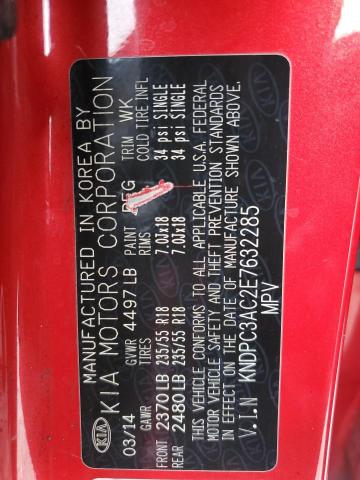 KIA MANUFACTURED IN KOREA BY
KIA MOTORS CORPORATION
03/14 GVWR 4497 LB PAINT TRIM WK
GAWR TIRES RIMS COLD TIRE INFL
FRONT 2370 LB 235/55 R18 7.0Jx18 34 psi SINGLE
REAR 2480 LB 235/55 R18 7.0Jx18 34 psi SINGLE
THIS VEHICLE CONFORMS TO ALL APPLICABLE U.S.A. FEDERAL
MOTOR VEHICLE SAFETY AND THEFT PREVENTION STANDARDS
IN EFFECT ON THE DATE OF MANUFACTURE SHOWN ABOVE.
V.I.N KNDPC3AC2E7632285
MPV